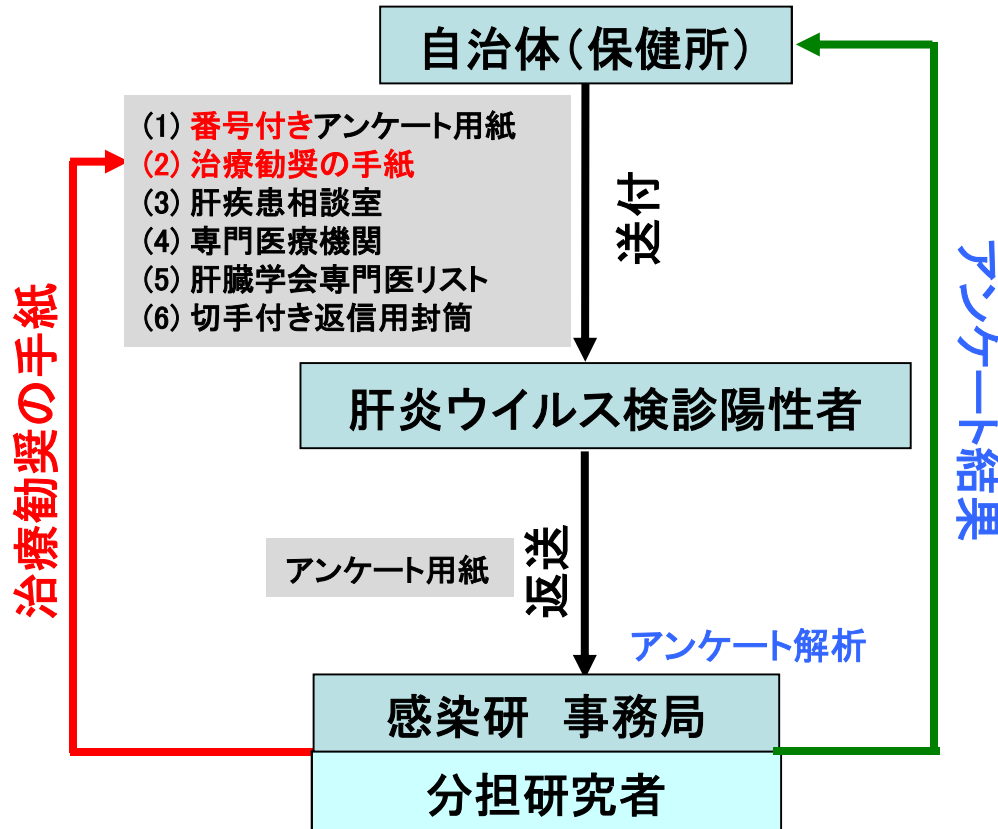 自治体（保健所）
(1) 番号付きアンケート用紙
(2) 治療勧奨の手紙
(3) 肝疾患相談室
(4) 専門医療機関
(5) 肝臓学会専門医リスト
(6) 切手付き返信用封筒
送付
治療勧奨の手紙
アンケート結果
肝炎ウイルス検診陽性者
アンケート用紙
返送
アンケート解析
感染研　事務局
分担研究者